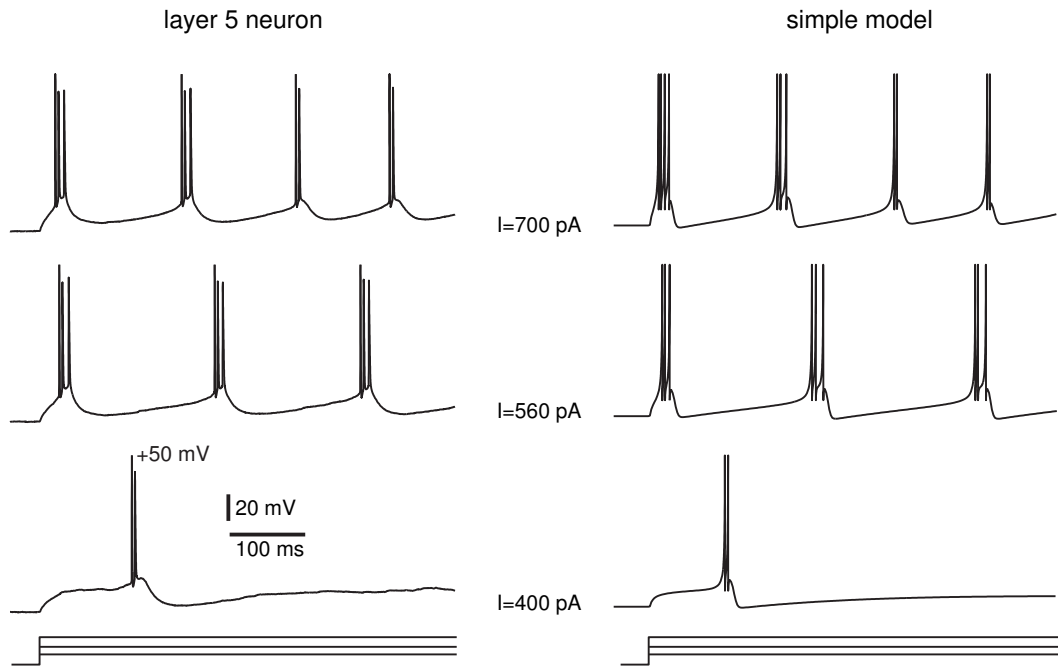 layer 5 neuron
simple model
I=700 pA
I=560 pA
+50 mV
20 mV
100 ms
I=400 pA